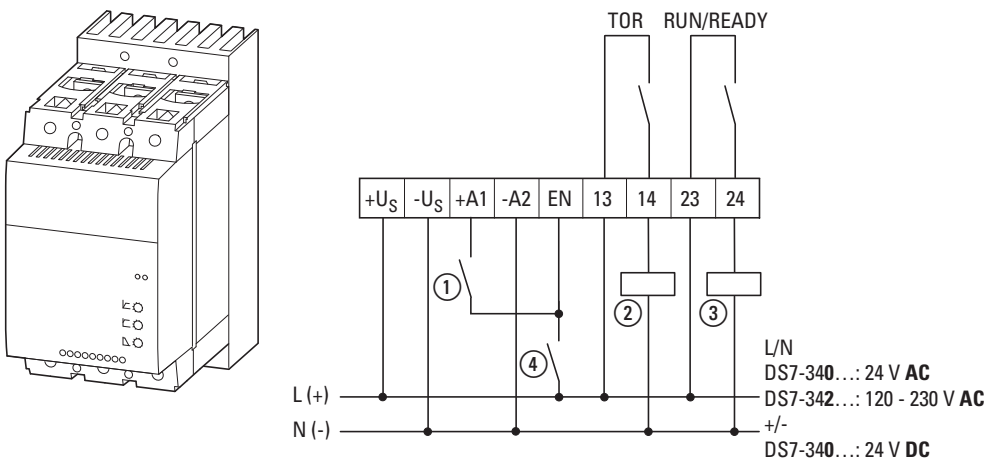 TOR RUN/READY
+US -US +A1 -A2 EN 13 14 23 24
1
2 3
4
L/N
DS7-340...: 24 V AC
L (+) DS7-342...: 120 - 230 V AC
N (-) +/-
DS7-340...: 24 V DC